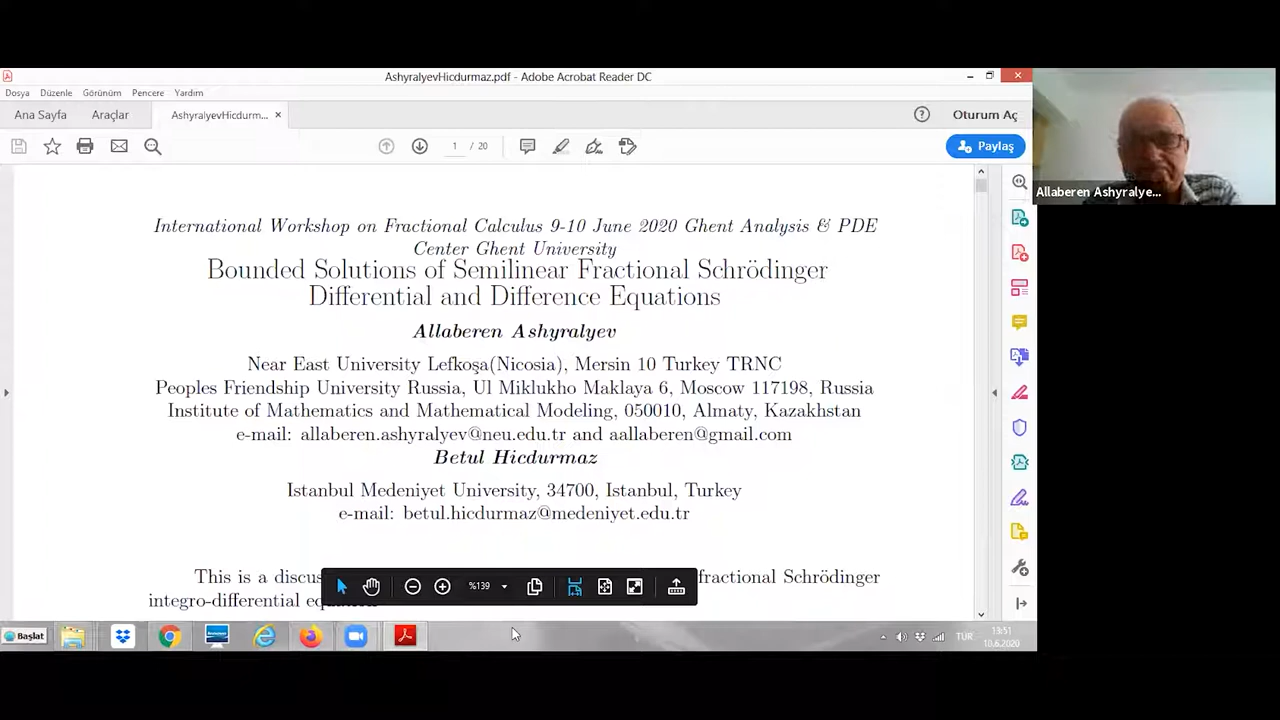 AshyralyevHicdurmaz.pdf - Adobe Acrobat Reader DC
Dosya Düzenle Görünüm Pencere Yardım
Ana Sayfa Araçlar AshyralyevHicdurm... × Oturum Aç
1 / 20 Paylaş
Allaberen Ashyralye...
International Workshop on Fractional Calculus 9-10 June 2020 Ghent Analysis & PDE
Center Ghent University
Bounded Solutions of Semilinear Fractional Schrödinger
Differential and Difference Equations
Allaberen Ashyralyev
Near East University Lefkoşa(Nicosia), Mersin 10 Turkey TRNC
Peoples Friendship University Russia, Ul Miklukho Maklaya 6, Moscow 117198, Russia
Institute of Mathematics and Mathematical Modeling, 050010, Almaty, Kazakhstan
e-mail: allaberen.ashyralyev@neu.edu.tr and aallaberen@gmail.com
Betul Hicdurmaz
Istanbul Medeniyet University, 34700, Istanbul, Turkey
e-mail: betul.hicdurmaz@medeniyet.edu.tr
This is a discus fractional Schrödinger
integro-differential
%139
Başlat TUR 13:51
10.6.2020